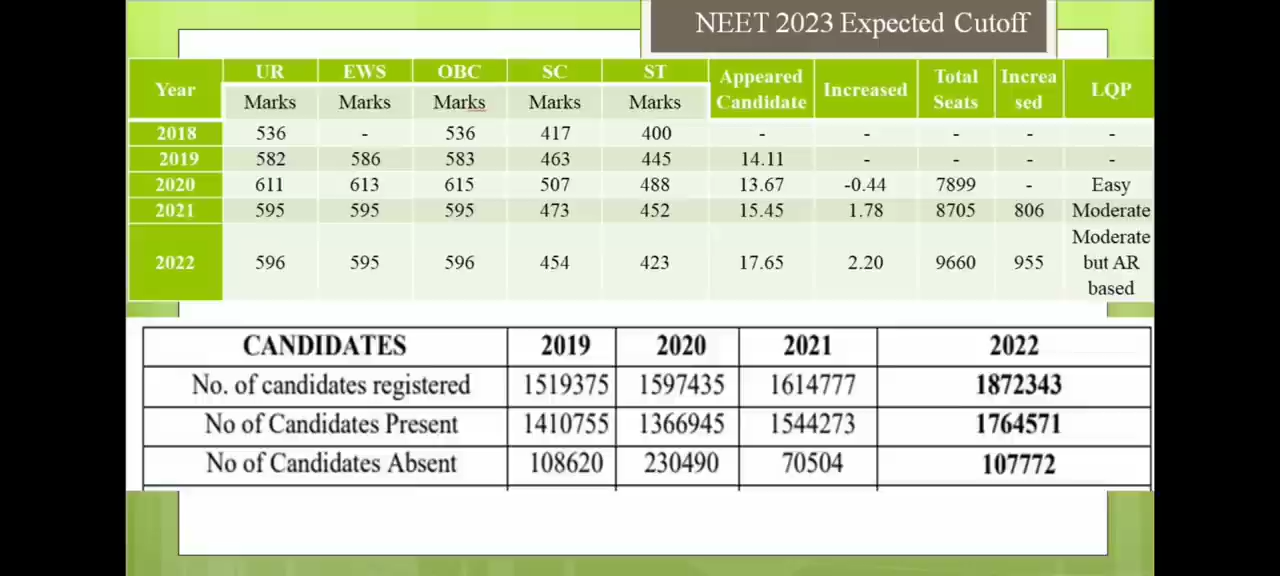 NEET 2023 Expected Cutoff
Year UR EWS OBC SC ST Appeared Candidate Increased Total Seats Increa sed LQP
Marks Marks Marks Marks Marks
2018 536 - 536 417 400 - - - - -
2019 582 586 583 463 445 14.11 - - - -
2020 611 613 615 507 488 13.67 -0.44 7899 - Easy
2021 595 595 595 473 452 15.45 1.78 8705 806 Moderate
2022 596 595 596 454 423 17.65 2.20 9660 955 Moderate but AR based
CANDIDATES 2019 2020 2021 2022
No. of candidates registered 1519375 1597435 1614777 1872343
No of Candidates Present 1410755 1366945 1544273 1764571
No of Candidates Absent 108620 230490 70504 107772